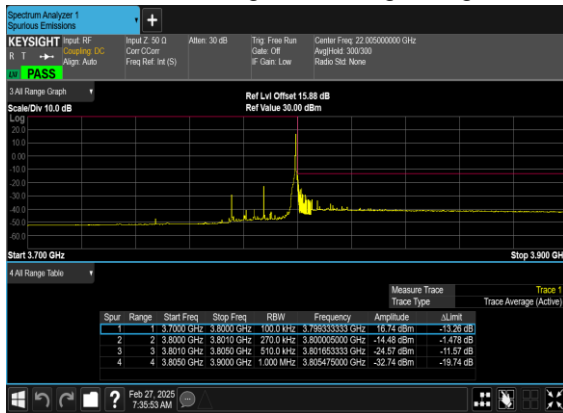 Spectrum Analyzer 1
Spurious Emissions
KEYSIGHT Input: RF Input Z: 50 Ω Atten: 30 dB Trig: Free Run Center Freq: 22.005000000 GHz
R T Coupling: DC Corr CCorr Gate: Off Avg|Hold: 300/300
Align: Auto Freq Ref: Int (S) IF Gain: Low Radio Std: None
PASS
3 All Range Graph
Ref Lvl Offset 15.88 dB
Scale/Div 10.0 dB Ref Value 30.00 dBm
Log
20.0
10.0
0.00
-10.0
-20.0
-30.0
-40.0
-50.0
-60.0
Start 3.700 GHz Stop 3.900 GHz
4 All Range Table
Measure Trace Trace 1
Trace Type Trace Average (Active)
Spur Range Start Freq Stop Freq RBW Frequency Amplitude ΔLimit
1 1 3.7000 GHz 3.8000 GHz 100.0 kHz 3.799333333 GHz 16.74 dBm -13.26 dB
2 2 3.8000 GHz 3.8010 GHz 270.0 kHz 3.800005000 GHz -14.48 dBm -1.478 dB
3 3 3.8010 GHz 3.8050 GHz 510.0 kHz 3.801653333 GHz -24.57 dBm -11.57 dB
4 4 3.8050 GHz 3.9000 GHz 1.000 MHz 3.805475000 GHz -32.74 dBm -19.74 dB
Feb 27, 2025
7:35:53 AM